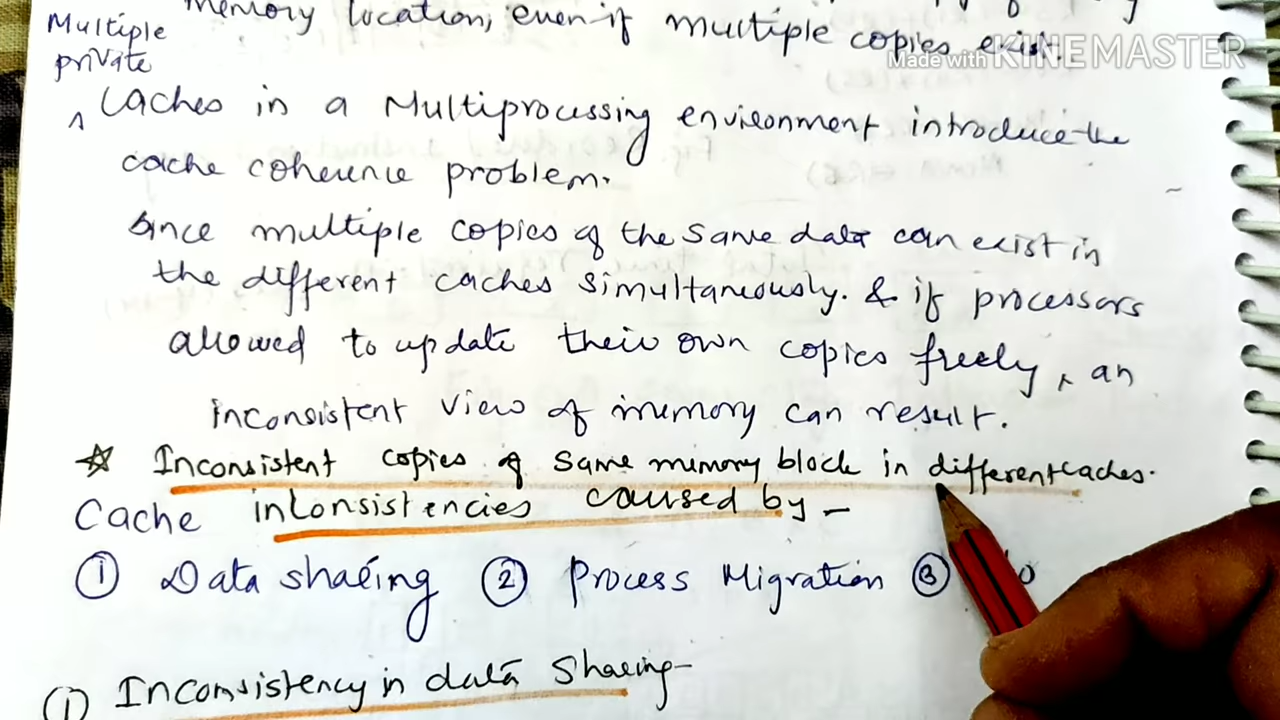 memory location, even if multiple copies exist.
Made with KINEMASTER
Multiple
private
^ Caches in a Multiprocessing environment introduce the
cache coherence problem.
Since multiple copies of the same data can exist in
the different caches simultaneously. & if processors
allowed to update their own copies freely, an
inconsistent view of memory can result.
☆ Inconsistent copies of same memory block in different caches.
Cache inconsistencies caused by –
① Data sharing ② Process Migration ③
① Inconsistency in data sharing–